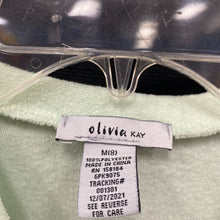 olivia KAY
M(8)
100% POLYESTER
MADE IN CHINA
RN 158184
GPK9075
TRACKING#
001301
12/07/2021
SEE REVERSE
FOR CARE